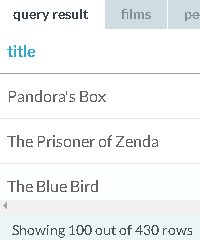 query result films
title
Pandora's Box
The Prisoner of Zenda
The Blue Bird
Showing 100 out of 430 rows